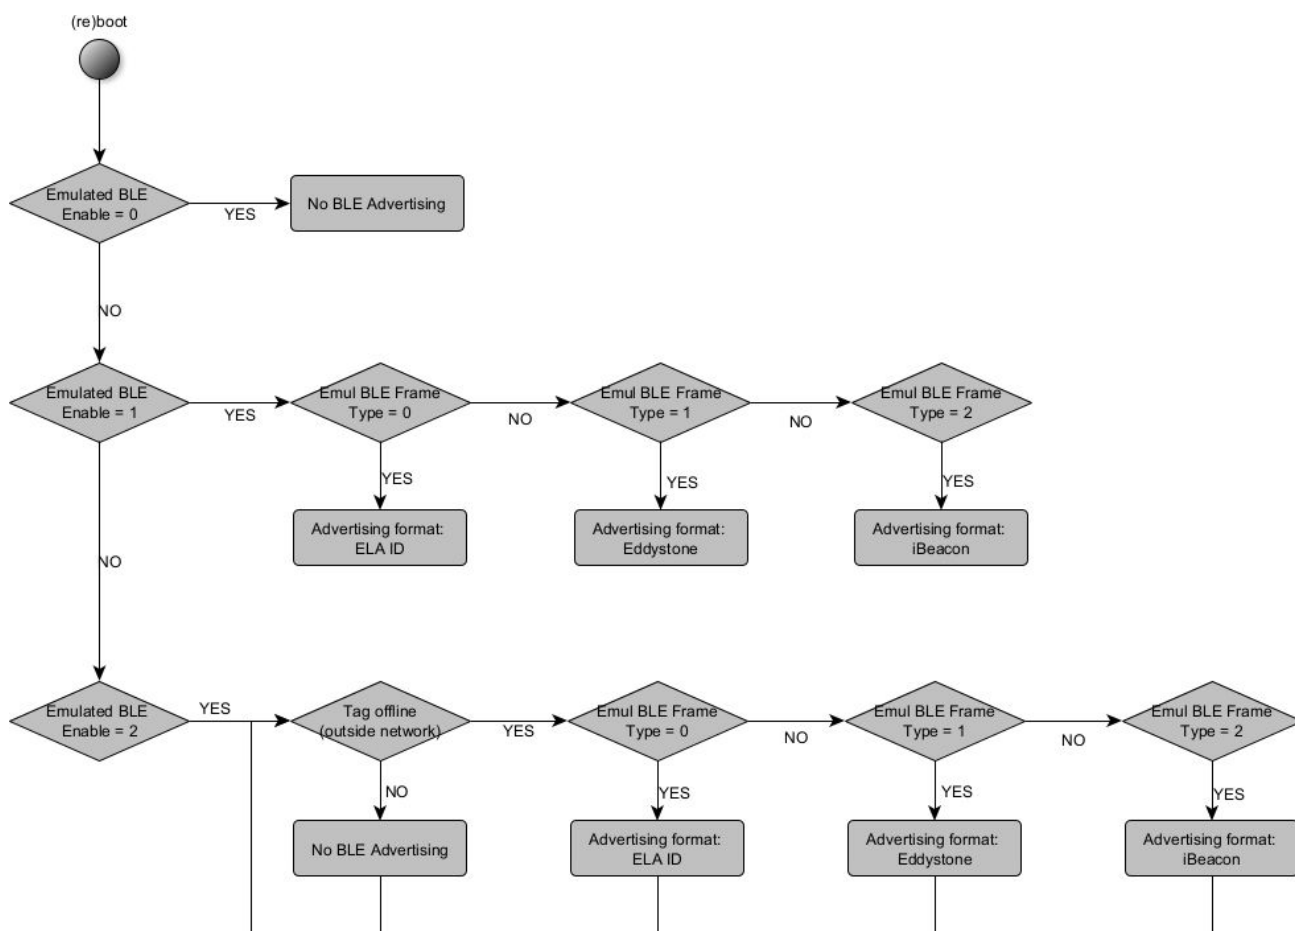 (re)boot
Emulated BLE
Enable = 0
YES
No BLE Advertising
NO
Emulated BLE
Enable = 1
YES
Emul BLE Frame
Type = 0
NO
Emul BLE Frame
Type = 1
NO
Emul BLE Frame
Type = 2
YES
YES
YES
Advertising format:
ELA ID
Advertising format:
Eddystone
Advertising format:
iBeacon
NO
Emulated BLE
Enable = 2
YES
Tag offline
(outside network)
YES
Emul BLE Frame
Type = 0
NO
Emul BLE Frame
Type = 1
NO
Emul BLE Frame
Type = 2
NO
YES
YES
YES
No BLE Advertising
Advertising format:
ELA ID
Advertising format:
Eddystone
Advertising format:
iBeacon